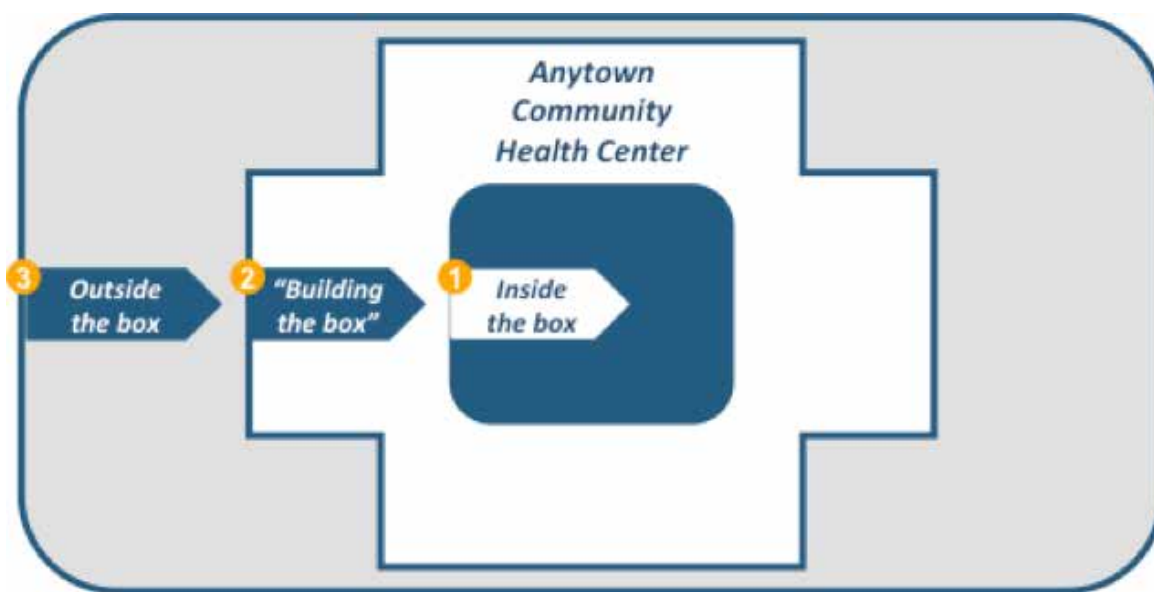 Anytown
Community
Health Center
3
Outside
the box
2
“Building
the box”
1
Inside
the box